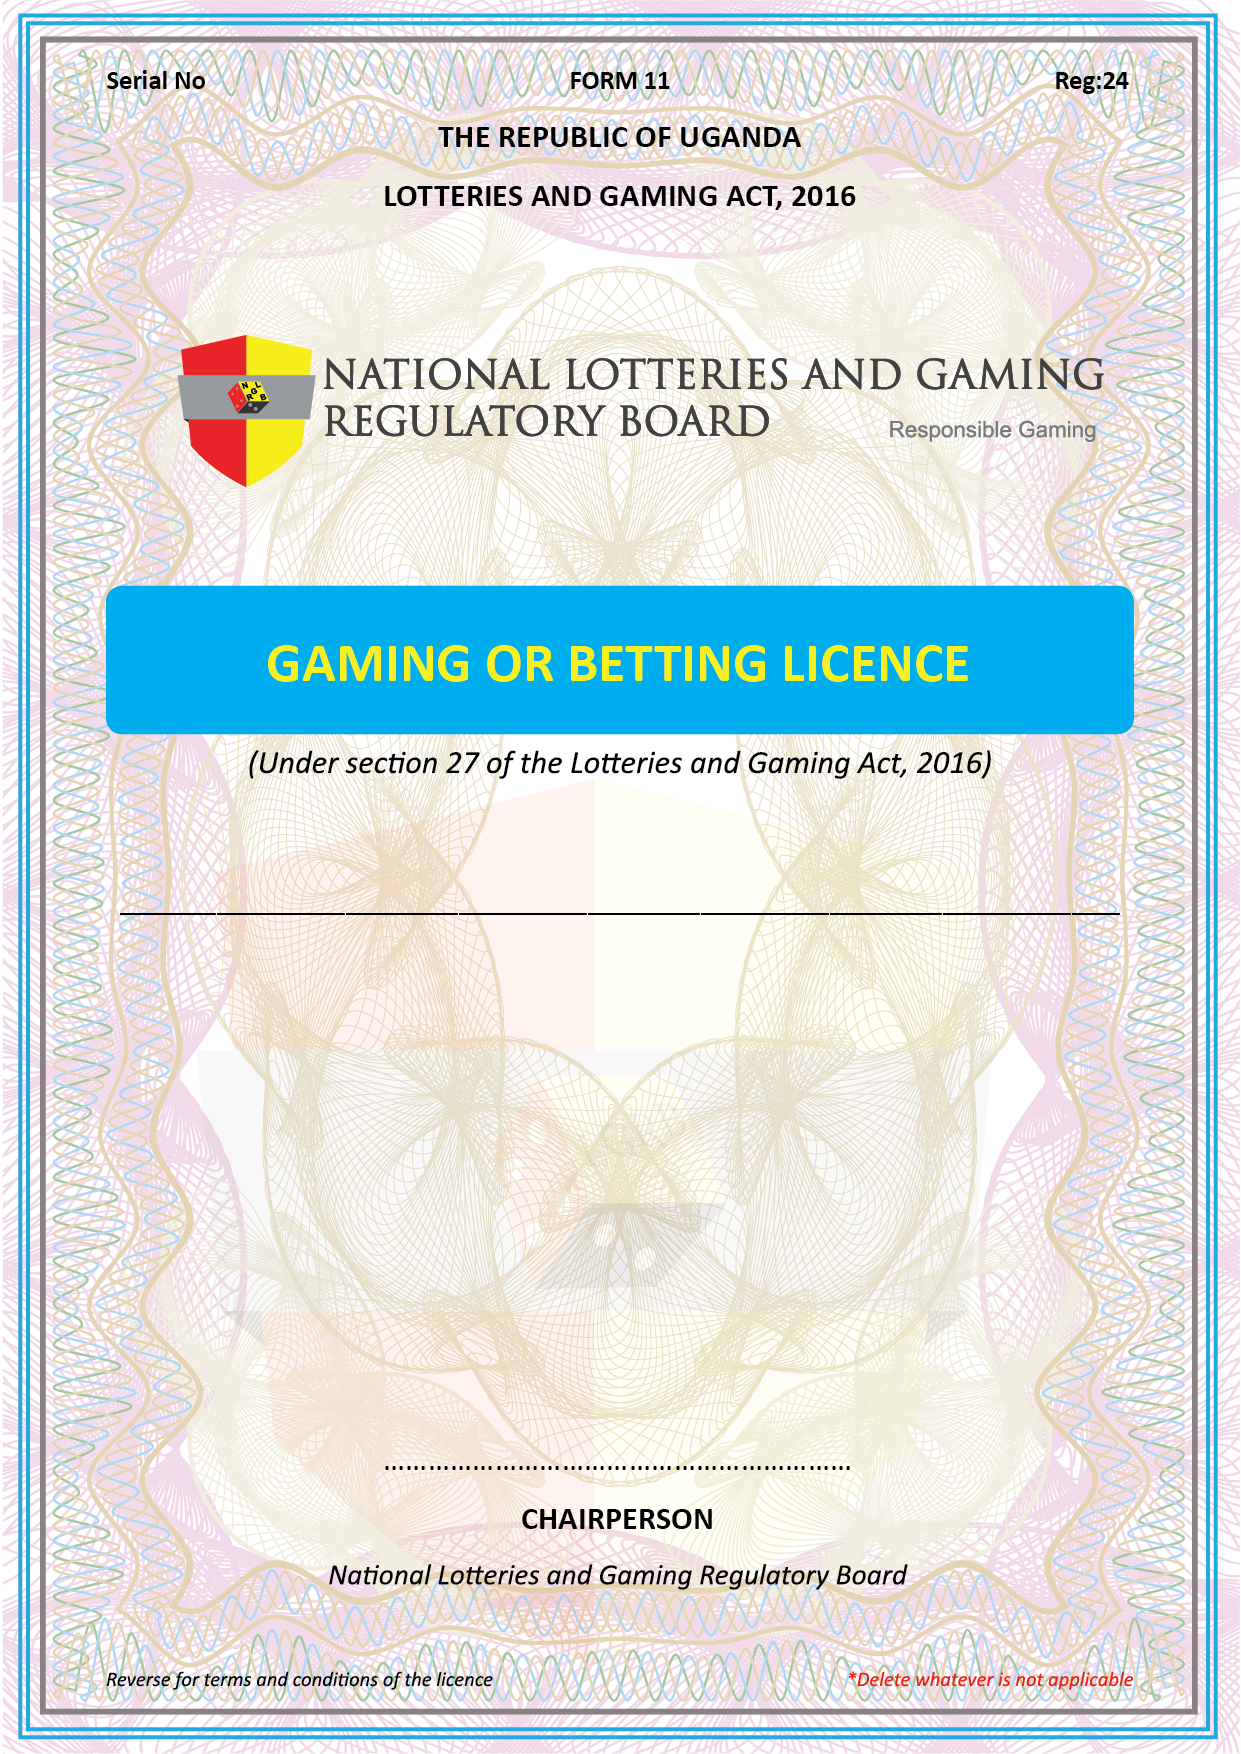 Serial No FORM 11 Reg:24
THE REPUBLIC OF UGANDA
LOTTERIES AND GAMING ACT, 2016
NATIONAL LOTTERIES AND GAMING
REGULATORY BOARD Responsible Gaming
N L
G
R B
GAMING OR BETTING LICENCE
(Under section 27 of the Lotteries and Gaming Act, 2016)
CHAIRPERSON
National Lotteries and Gaming Regulatory Board
Reverse for terms and conditions of the licence *Delete whatever is not applicable